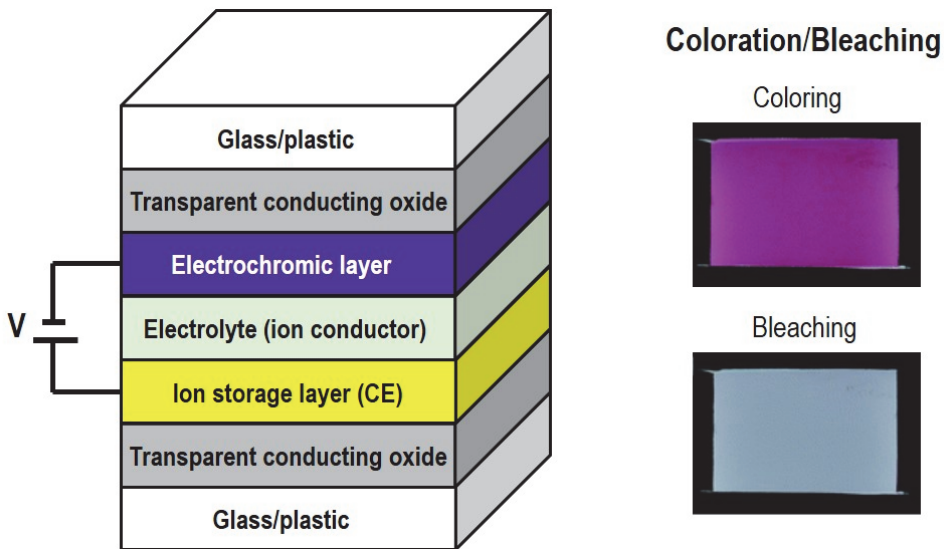 Glass/plastic
Transparent conducting oxide
Electrochromic layer
Electrolyte (ion conductor)
Ion storage layer (CE)
Transparent conducting oxide
Glass/plastic
V
Coloration/Bleaching
Coloring
Bleaching